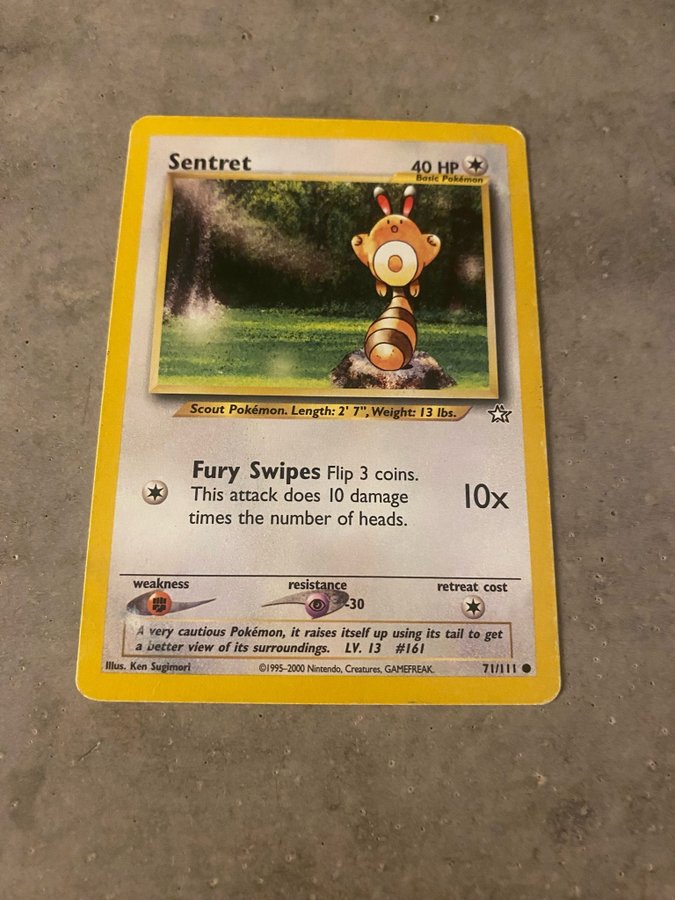 Sentret
40 HP
Basic Pokémon
Scout Pokémon. Length: 2' 7", Weight: 13 lbs.
Fury Swipes Flip 3 coins.
This attack does 10 damage
times the number of heads.
10x
weakness
resistance
retreat cost
-30
A very cautious Pokémon, it raises itself up using its tail to get
a better view of its surroundings. LV. 13 #161
Illus. Ken Sugimori
©1995-2000 Nintendo, Creatures, GAMEFREAK.
71/111